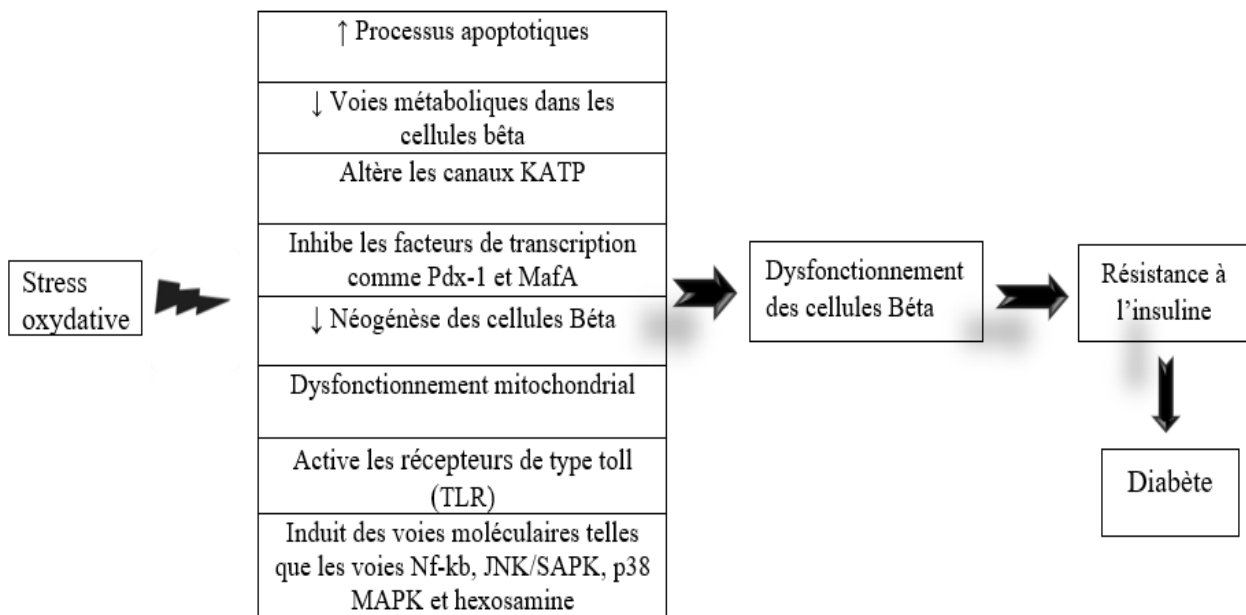 Stress
oxydative
↑ Processus apoptotiques
↓ Voies métaboliques dans les
cellules bêta
Altère les canaux KATP
Inhibe les facteurs de transcription
comme Pdx-1 et MafA
↓ Néogénèse des cellules Béta
Dysfonctionnement mitochondrial
Active les récepteurs de type toll
(TLR)
Induit des voies moléculaires telles
que les voies Nf-kb, JNK/SAPK, p38
MAPK et hexosamine
Dysfonctionnement
des cellules Béta
Résistance à
l’insuline
Diabète